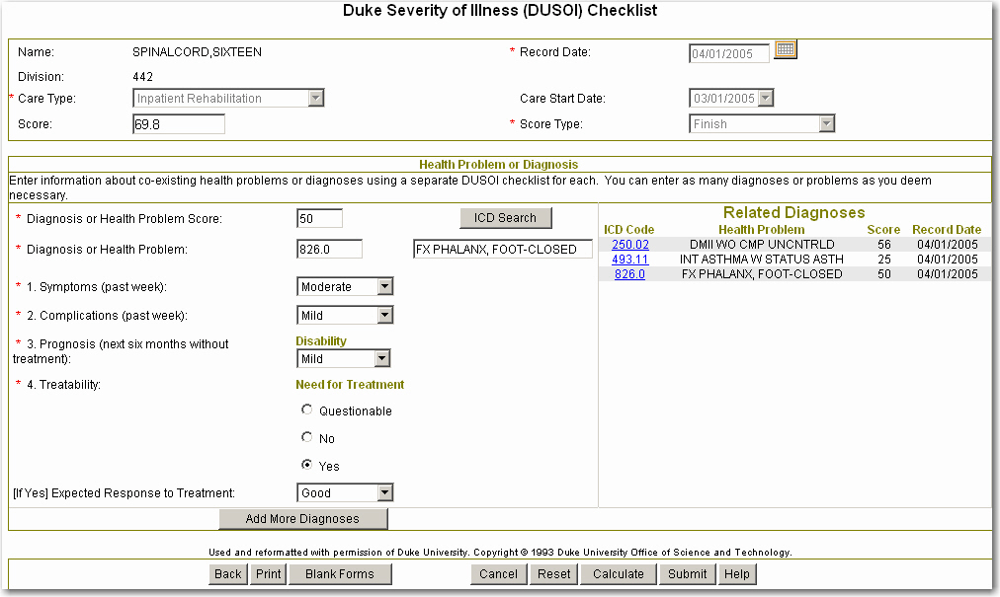 Duke Severity of Illness (DUSOI) Checklist
Name: SPINALCORD,SIXTEEN * Record Date: 04/01/2005
Division: 442
* Care Type: Inpatient Rehabilitation Care Start Date: 03/01/2005
Score: 69.8 * Score Type: Finish
Health Problem or Diagnosis
Enter information about co-existing health problems or diagnoses using a separate DUSOI checklist for each. You can enter as many diagnoses or problems as you deem
necessary.
* Diagnosis or Health Problem Score: 50 ICD Search
* Diagnosis or Health Problem: 826.0 FX PHALANX, FOOT-CLOSED
* 1. Symptoms (past week): Moderate
* 2. Complications (past week): Mild
* 3. Prognosis (next six months without
treatment):
Disability
Mild
* 4. Treatability: Need for Treatment
Questionable
No
Yes
[If Yes] Expected Response to Treatment: Good
Add More Diagnoses
Related Diagnoses
ICD Code Health Problem Score Record Date
250.02 DMII WO CMP UNCNTRLD 56 04/01/2005
493.11 INT ASTHMA W STATUS ASTH 25 04/01/2005
826.0 FX PHALANX, FOOT-CLOSED 50 04/01/2005
Used and reformatted with permission of Duke University. Copyright © 1993 Duke University Office of Science and Technology.
Back Print Blank Forms Cancel Reset Calculate Submit Help